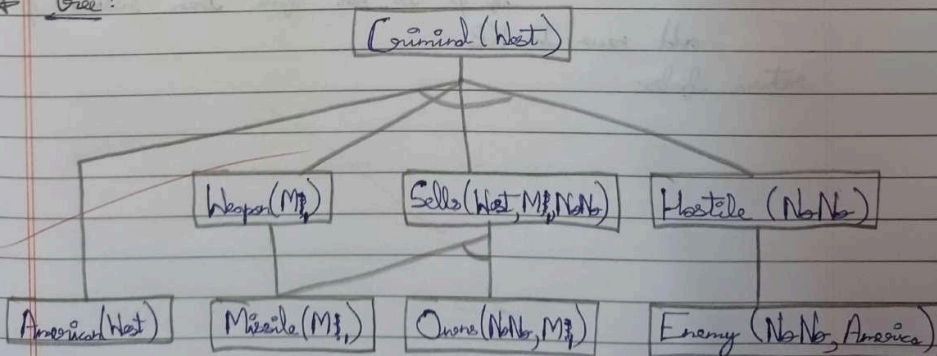 Tree:
Criminal (West)
Weapon(M1) Sells(West, M1, NoNo) Hostile (NoNo)
American(West) Missile(M1) Owns(NoNo, M1) Enemy (NoNo, America)